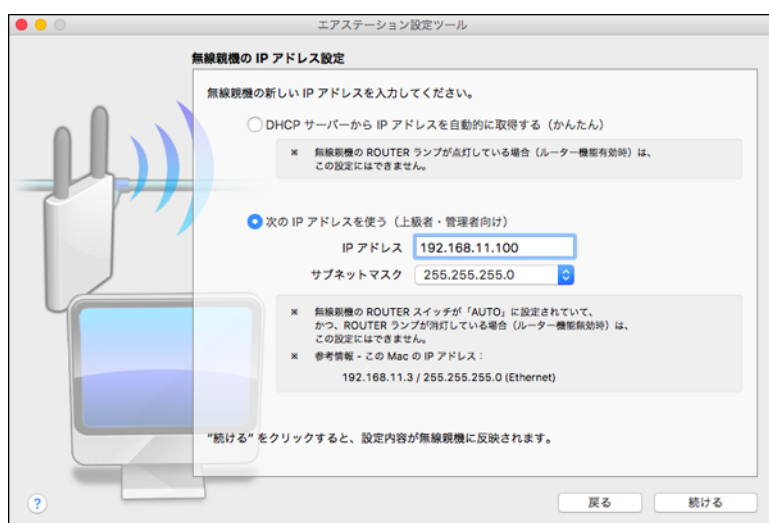 エアステーション設定ツール
無線親機の IP アドレス設定
無線親機の新しい IP アドレスを入力してください。
DHCP サーバーから IP アドレスを自動的に取得する（かんたん）
※ 無線親機の ROUTER ランプが点灯している場合（ルーター機能有効時）は、
この設定にはできません。
次の IP アドレスを使う（上級者・管理者向け）
IP アドレス 192.168.11.100
サブネットマスク 255.255.255.0
※ 無線親機の ROUTER スイッチが「AUTO」に設定されていて、
かつ、ROUTER ランプが消灯している場合（ルーター機能無効時）は、
この設定にはできません。
※ 参考情報 - この Mac の IP アドレス：
192.168.11.3 / 255.255.255.0 (Ethernet)
"続ける" をクリックすると、設定内容が無線親機に反映されます。
? 戻る 続ける